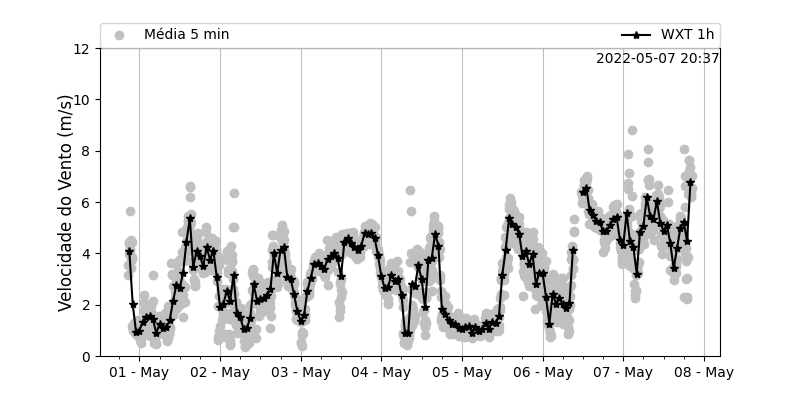 Média 5 min
WXT 1h
2022-05-07 20:37
Velocidade do Vento (m/s)
12
10
8
6
4
2
0
01 - May
02 - May
03 - May
04 - May
05 - May
06 - May
07 - May
08 - May